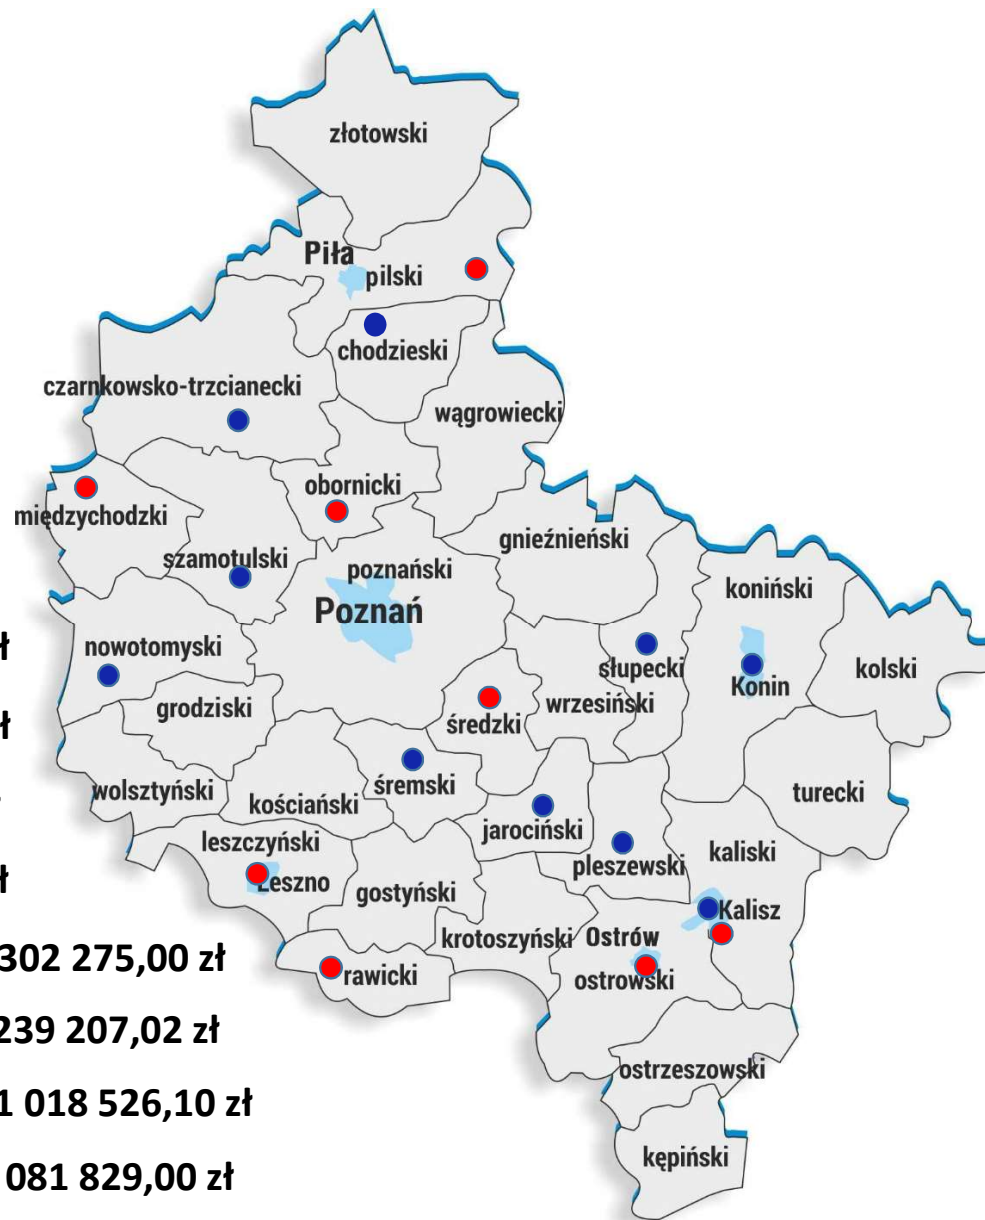 złotowski
Piła
pilski
chodzieski
czarnkowsko-trzcianecki
wągrowiecki
obornicki
międzychodzki
gnieźnieński
szamotulski
poznański
koniński
Poznań
nowotomyski
słupecki
kolski
Konin
grodziski
wrzesiński
średzki
śremski
wolsztyński
kościański
turecki
jarociński
leszczyński
kaliski
pleszewski
Leszno
gostyński
Kalisz
krotoszyński
Ostrów
302 275,00 zł
rawicki
ostrowski
239 207,02 zł
ostrzeszowski
1 018 526,10 zł
kępiński
081 829,00 zł